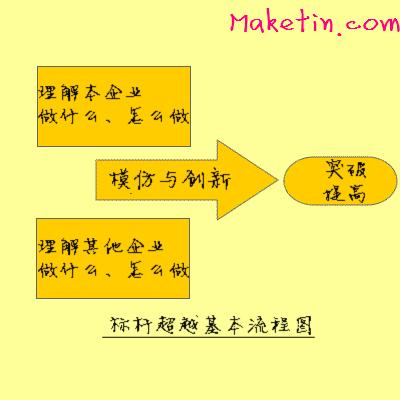 Maketin.com
理解本企业
做什么、怎么做
模仿与创新
突破
提高
理解其他企业
做什么、怎么做
标杆超越基本流程图